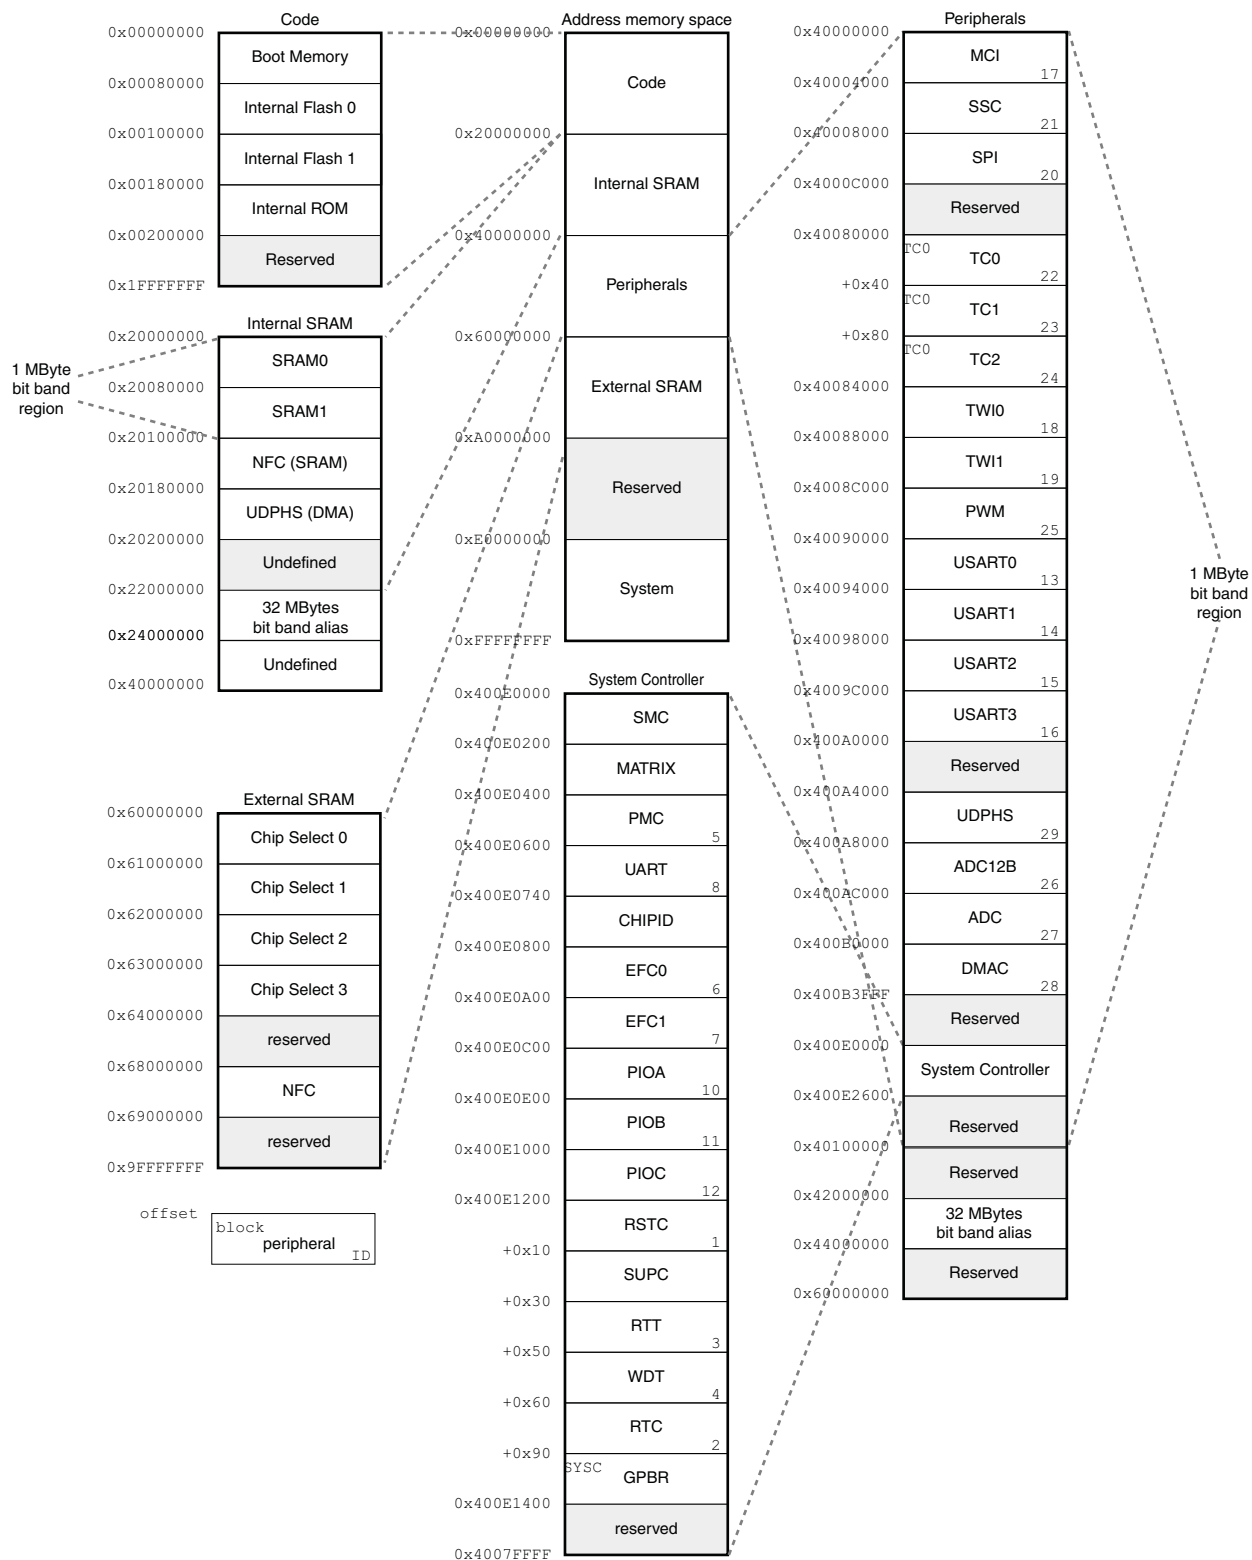 Code
0x00000000
Boot Memory
0x00080000
Internal Flash 0
0x00100000
Internal Flash 1
0x00180000
Internal ROM
0x00200000
Reserved
0x1FFFFFFF
Internal SRAM
0x20000000
SRAM0
0x20080000
SRAM1
0x20100000
NFC (SRAM)
0x20180000
UDPHS (DMA)
0x20200000
Undefined
0x22000000
32 MBytes
bit band alias
0x24000000
Undefined
0x40000000
1 MByte
bit band
region
External SRAM
0x60000000
Chip Select 0
0x61000000
Chip Select 1
0x62000000
Chip Select 2
0x63000000
Chip Select 3
0x64000000
reserved
0x68000000
NFC
0x69000000
reserved
0x9FFFFFFF
offset
block
peripheral
ID
Address memory space
0x00000000
Code
0x20000000
Internal SRAM
0x40000000
Peripherals
0x60000000
External SRAM
0xA0000000
Reserved
0xE0000000
System
0xFFFFFFFF
System Controller
0x400E0000
SMC
0x400E0200
MATRIX
0x400E0400
PMC
5
0x400E0600
UART
8
0x400E0740
CHIPID
0x400E0800
EFC0
6
0x400E0A00
EFC1
7
0x400E0C00
PIOA
10
0x400E0E00
PIOB
11
0x400E1000
PIOC
12
0x400E1200
RSTC
1
+0x10
SUPC
+0x30
RTT
3
+0x50
WDT
4
+0x60
RTC
2
+0x90
SYSC
GPBR
0x400E1400
reserved
0x4007FFFF
Peripherals
0x40000000
MCI
17
0x40004000
SSC
21
0x40008000
SPI
20
0x4000C000
Reserved
0x40080000
TC0
TC0
22
+0x40
TC0
TC1
23
+0x80
TC0
TC2
24
0x40084000
TWI0
18
0x40088000
TWI1
19
0x4008C000
PWM
25
0x40090000
USART0
13
0x40094000
USART1
14
0x40098000
USART2
15
0x4009C000
USART3
16
0x400A0000
Reserved
0x400A4000
UDPHS
29
0x400A8000
ADC12B
26
0x400AC000
ADC
27
0x400B0000
DMAC
28
0x400B3FFF
Reserved
0x400E0000
System Controller
0x400E2600
Reserved
0x40100000
Reserved
0x42000000
32 MBytes
bit band alias
0x44000000
Reserved
0x60000000
1 MByte
bit band
region